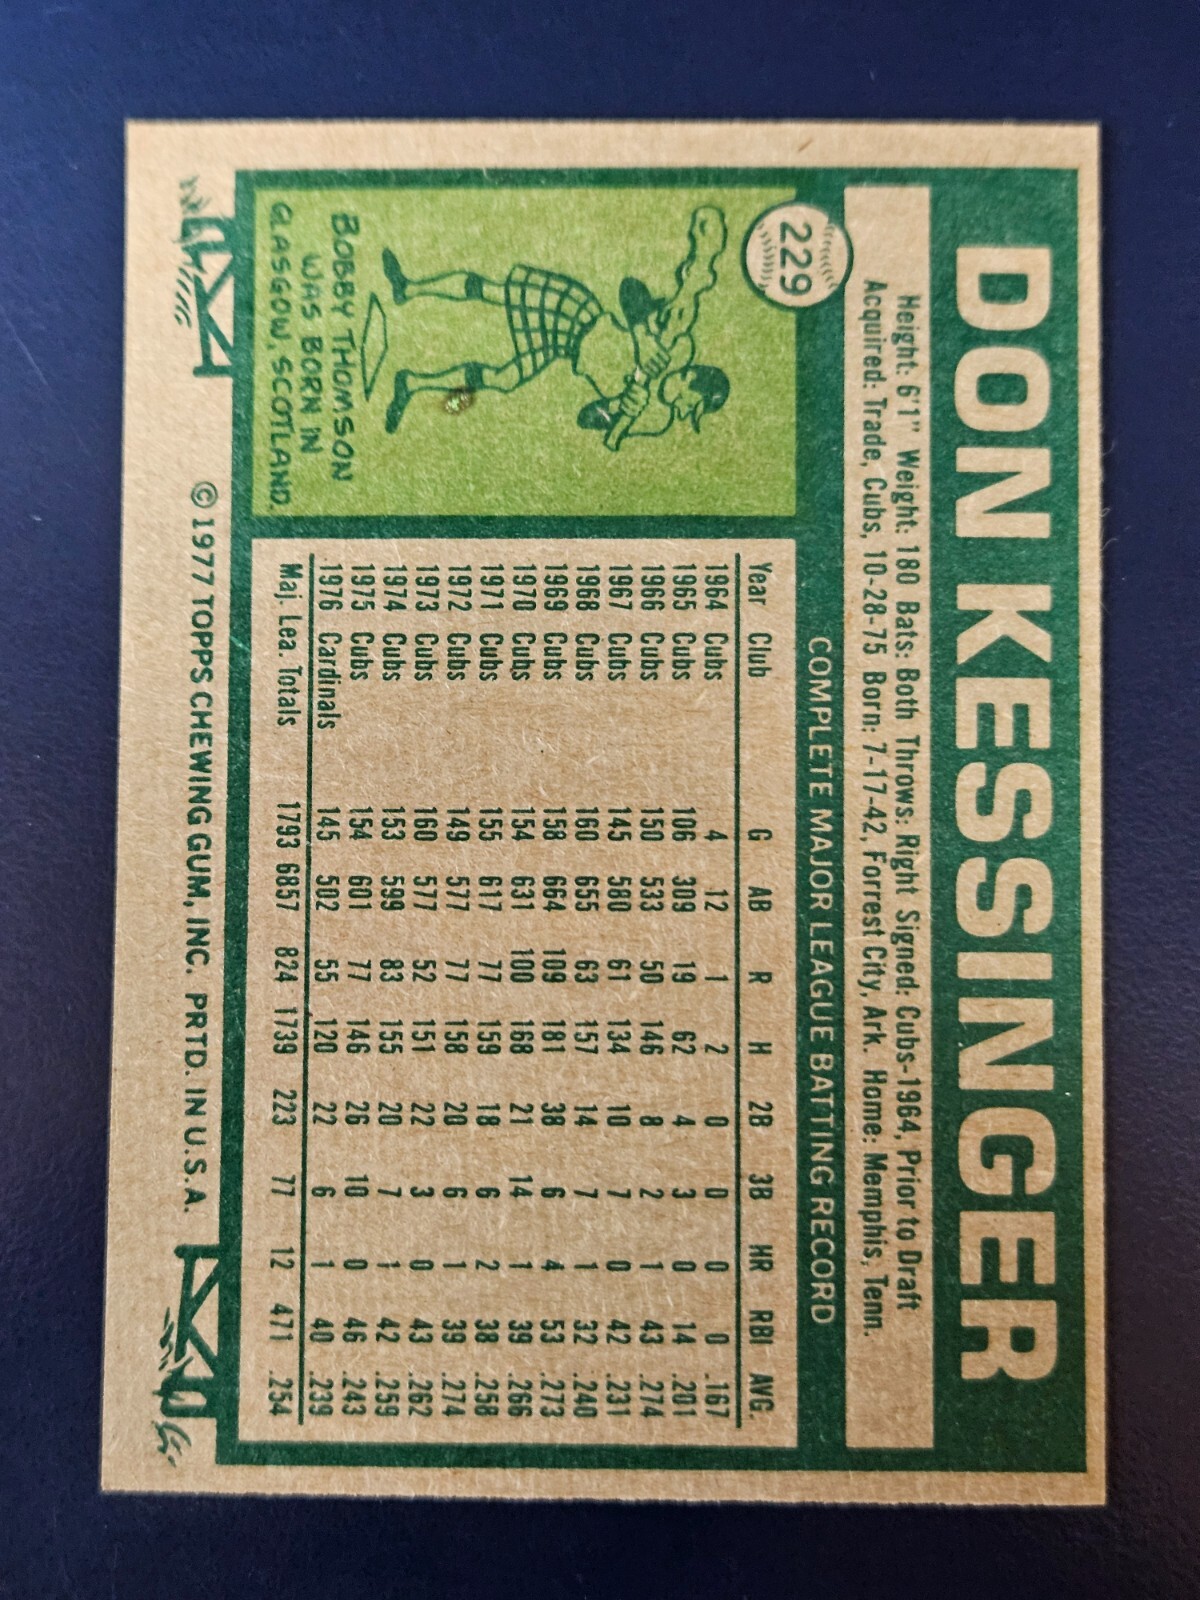 DON KESSINGER
Height: 6'1" Weight: 180 Bats: Both Throws: Right Signed: Cubs-1964, Prior to Draft
Acquired: Trade, Cubs, 10-28-75 Born: 7-17-42, Forrest City, Ark. Home: Memphis, Tenn.
229
COMPLETE MAJOR LEAGUE BATTING RECORD
Year Club G AB R H 2B 3B HR RBI AVG.
1964 Cubs 4 12 1 2 0 0 0 0 .167
1965 Cubs 106 309 19 62 4 3 0 14 .201
1966 Cubs 150 533 50 146 8 2 1 43 .274
1967 Cubs 145 580 61 134 10 7 0 42 .231
1968 Cubs 160 655 63 157 14 7 1 32 .240
1969 Cubs 158 664 109 181 38 6 4 53 .273
1970 Cubs 154 631 100 168 21 14 1 39 .266
1971 Cubs 155 617 77 159 18 6 2 38 .258
1972 Cubs 149 577 77 158 20 6 1 39 .274
1973 Cubs 160 577 52 151 22 3 0 43 .262
1974 Cubs 153 599 83 155 20 7 1 42 .259
1975 Cubs 154 601 77 146 26 10 0 46 .243
1976 Cardinals 145 502 55 120 22 6 1 40 .239
Maj. Lea. Totals 1793 6857 824 1739 223 77 12 471 .254
BOBBY THOMSON
WAS BORN IN
GLASGOW, SCOTLAND.
© 1977 TOPPS CHEWING GUM, INC. PRTD. IN U.S.A.